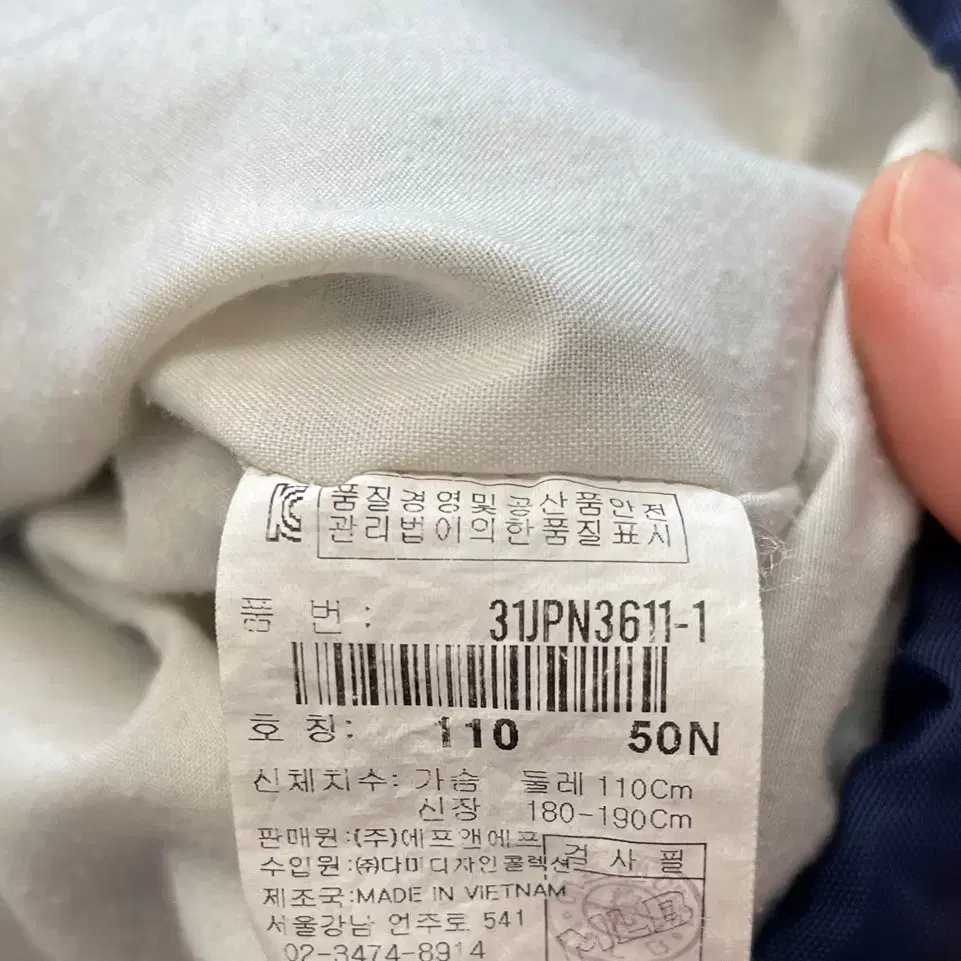 품질경영및공산품안전
관리법이의한품질표시
품 번 : 31JPN3611-1
호 칭: 110 50N
신체치수: 가슴 둘레 110Cm
신장 180-190Cm
판매원:(주)에프앤에프
수입원:㈜다미디자인콜렉션
검 사 필
제조국:MADE IN VIETNAM
MLB
서울강남 언주로 541
02-3474-8914